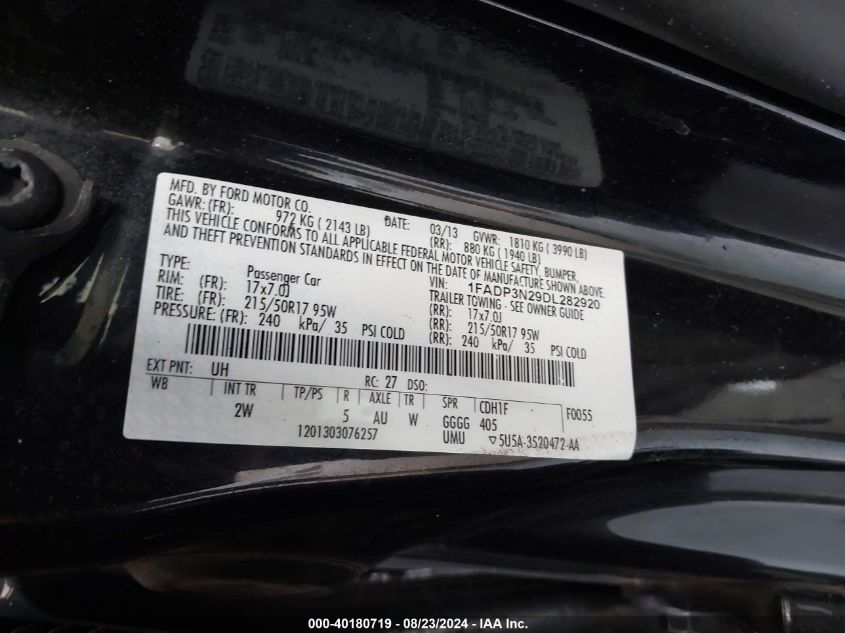 MFD. BY FORD MOTOR CO.
DATE: 03/13 GVWR: 1810 KG ( 3990 LB)
GAWR: (FR): 972 KG ( 2143 LB) (RR): 880 KG ( 1940 LB)
THIS VEHICLE CONFORMS TO ALL APPLICABLE FEDERAL MOTOR VEHICLE SAFETY, BUMPER,
AND THEFT PREVENTION STANDARDS IN EFFECT ON THE DATE OF MANUFACTURE SHOWN ABOVE.
VIN: 1FADP3N29DL282920
TYPE: Passenger Car TRAILER TOWING - SEE OWNER GUIDE
RIM: (FR): 17x7.0J (RR): 17x7.0J
TIRE: (FR): 215/50R17 95W (RR): 215/50R17 95W
PRESSURE: (FR): 240 kPa/ 35 PSI COLD (RR): 240 kPa/ 35 PSI COLD
EXT PNT: UH RC: 27 DSO: F0055
WB INT TR TP/PS R AXLE TR SPR CDH1F
2W 5 AU W GGGG 405
1201303076257 UMU ▽5U5A-3520472-AA
000-40180719 - 08/23/2024 - IAA Inc.